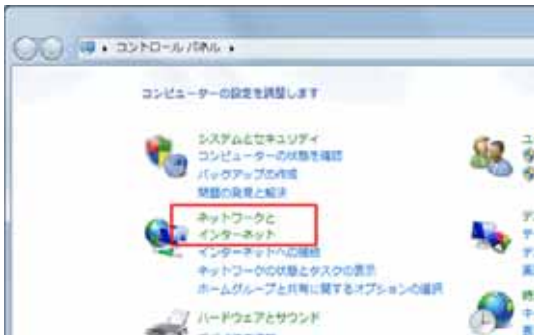 コントロール パネル
コンピューターの設定を調整します
システムとセキュリティ
コンピューターの状態を確認
バックアップの作成
問題の発見と解決
ネットワークと
インターネット
インターネットへの接続
ネットワークの状態とタスクの表示
ホームグループと共有に関するオプションの選択
ハードウェアとサウンド